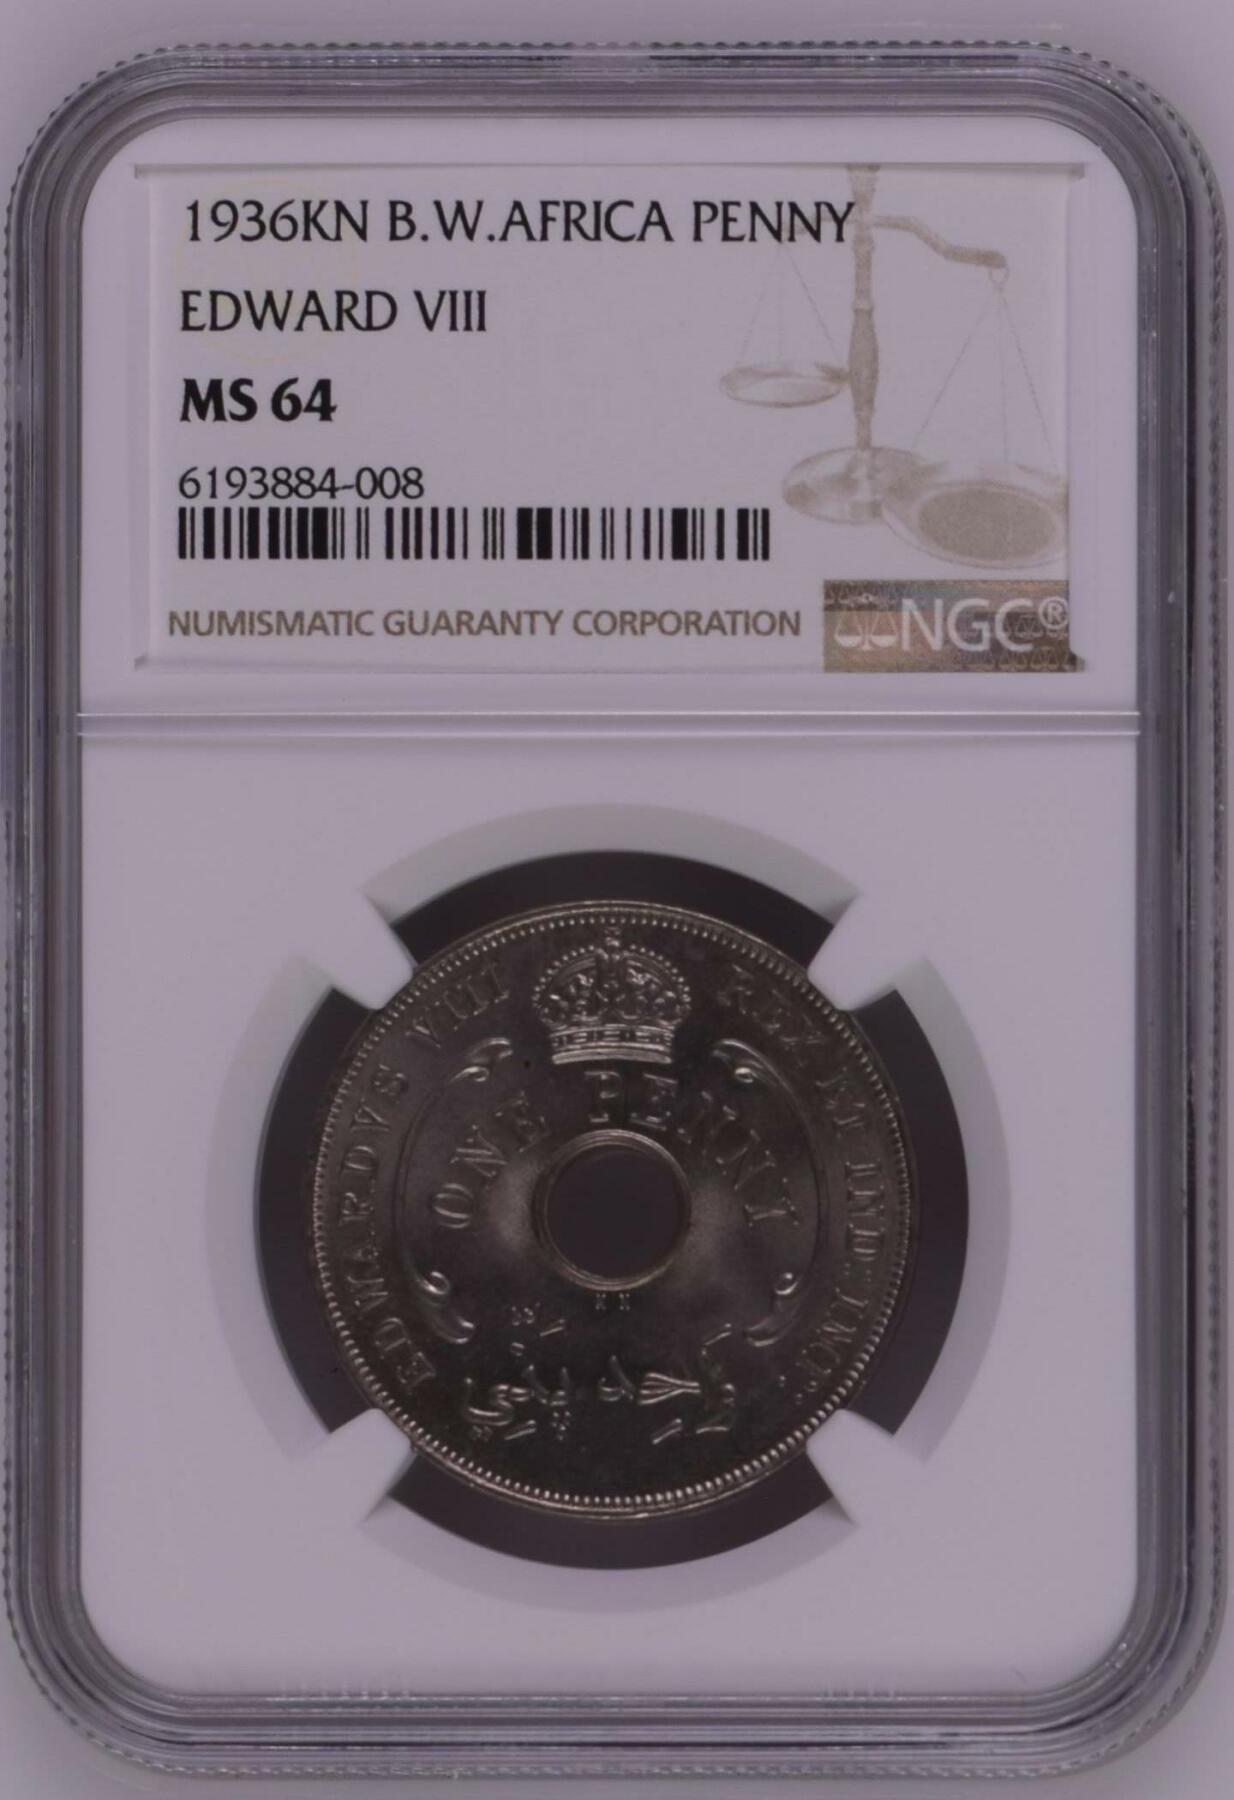 1936KN B.W.AFRICA PENNY
EDWARD VIII
MS 64
6193884-008
NUMISMATIC GUARANTY CORPORATION
NGC®
EDWARDVS VIII REX ET IND: IMP:
ONE PENNY